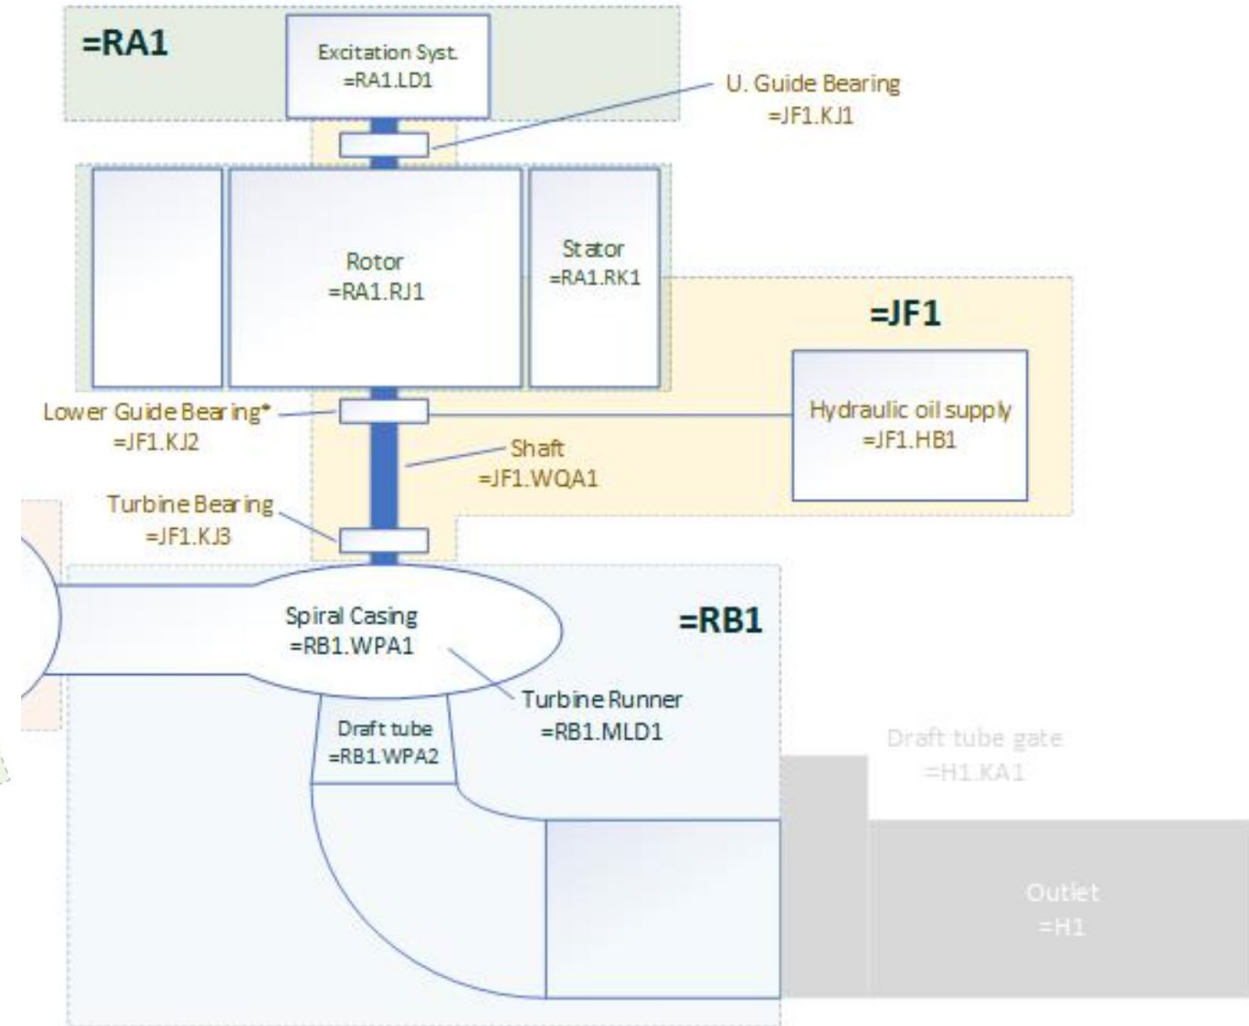 =RA1
Excitation Syst.
=RA1.LD1
U. Guide Bearing
=JF1.KJ1
Rotor
=RA1.RJ1
Stator
=RA1.RK1
=JF1
Lower Guide Bearing*
=JF1.KJ2
Hydraulic oil supply
=JF1.HB1
Shaft
=JF1.WQA1
Turbine Bearing
=JF1.KJ3
Spiral Casing
=RB1.WPA1
=RB1
Turbine Runner
=RB1.MLD1
Draft tube
=RB1.WPA2
Draft tube gate
=H1.KA1
Outlet
=H1